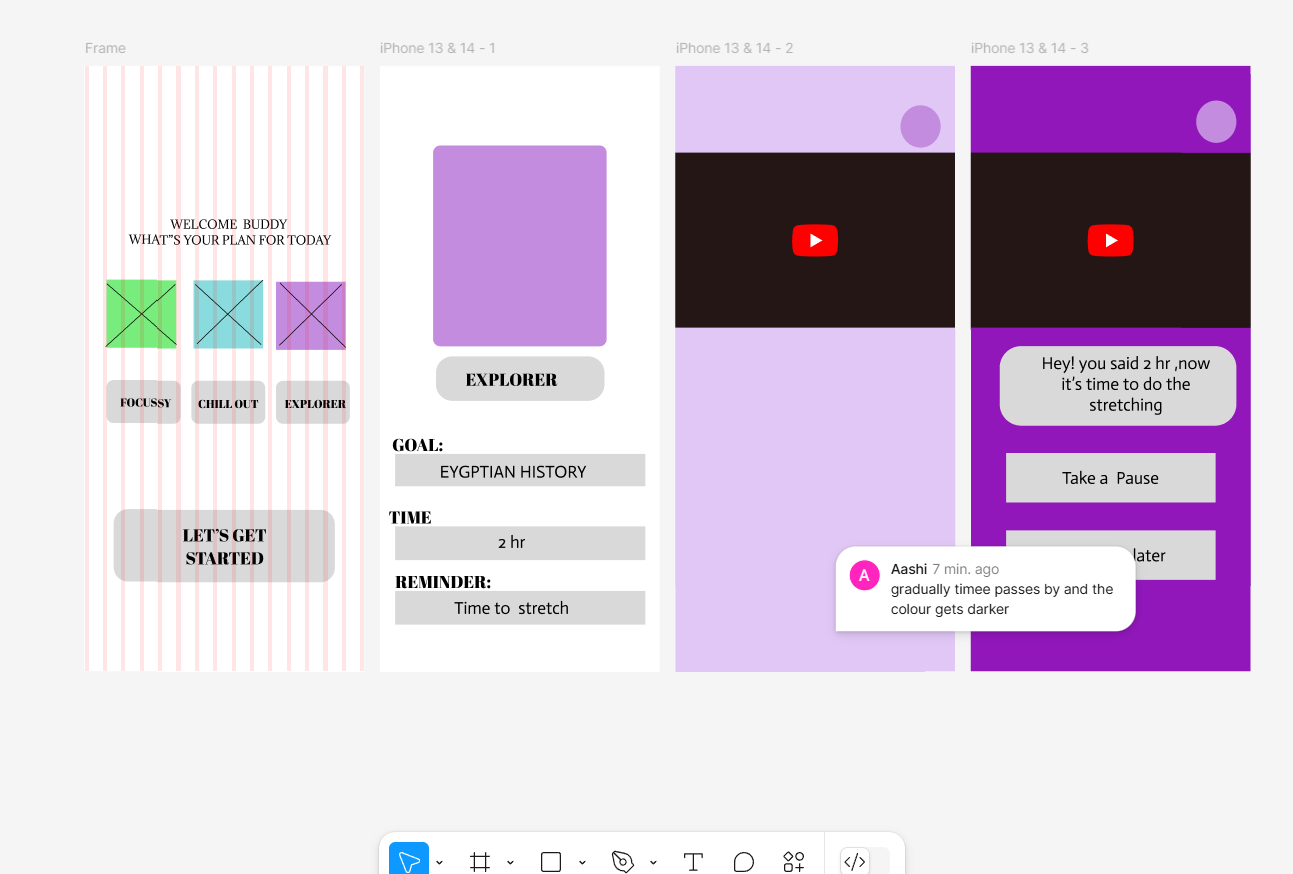 Frame
iPhone 13 & 14 - 1
iPhone 13 & 14 - 2
iPhone 13 & 14 - 3
WELCOME  BUDDY
WHAT"S YOUR PLAN FOR TODAY
FOCUSSY
CHILL OUT
EXPLORER
LET'S GET
STARTED
EXPLORER
GOAL:
EYGPTIAN HISTORY
TIME
2 hr
REMINDER:
Time to  stretch
Hey! you said 2 hr ,now
it's time to do the
stretching
Take a  Pause
later
A
Aashi 7 min. ago
gradually timee passes by and the
colour gets darker